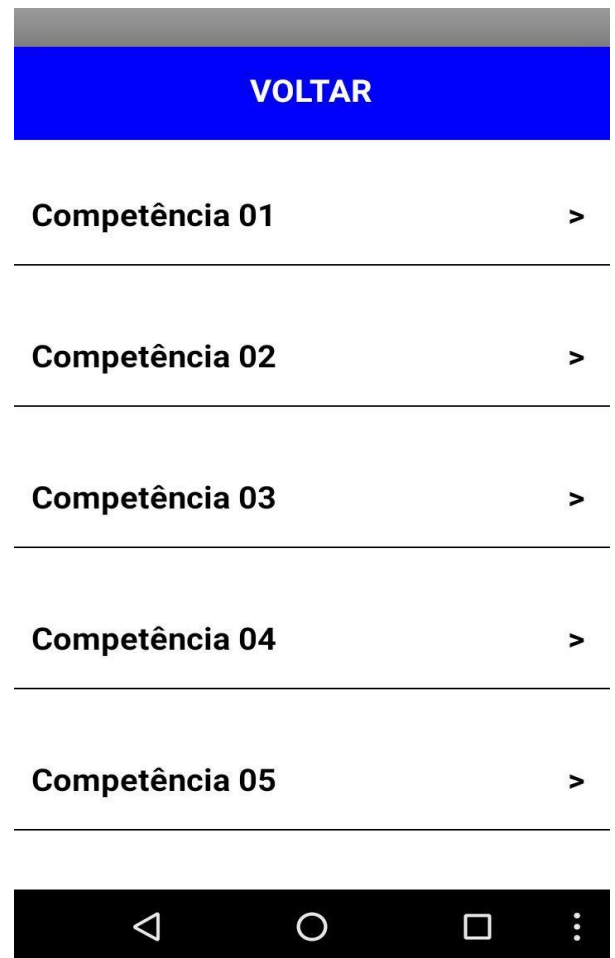 VOLTAR
Competência 01 >
Competência 02 >
Competência 03 >
Competência 04 >
Competência 05 >